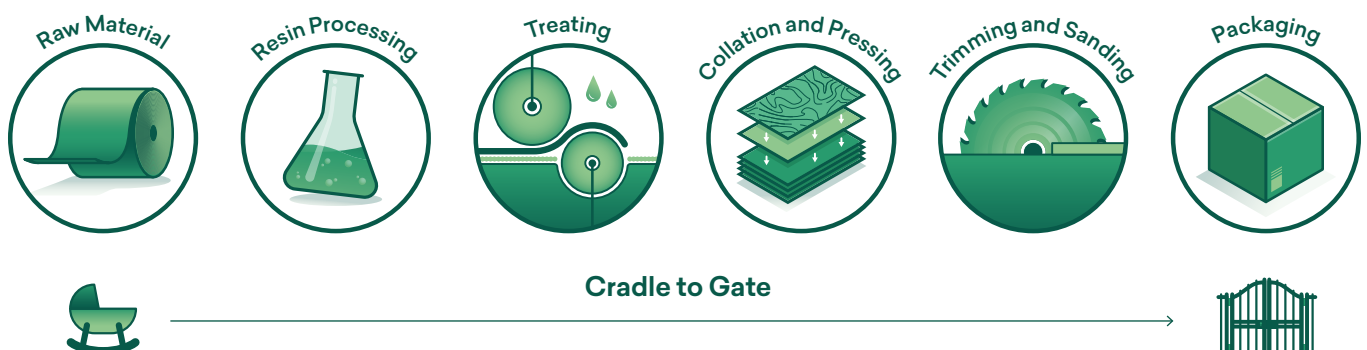 Raw Material
Resin Processing
Treating
Collation and Pressing
Trimming and Sanding
Packaging
Cradle to Gate